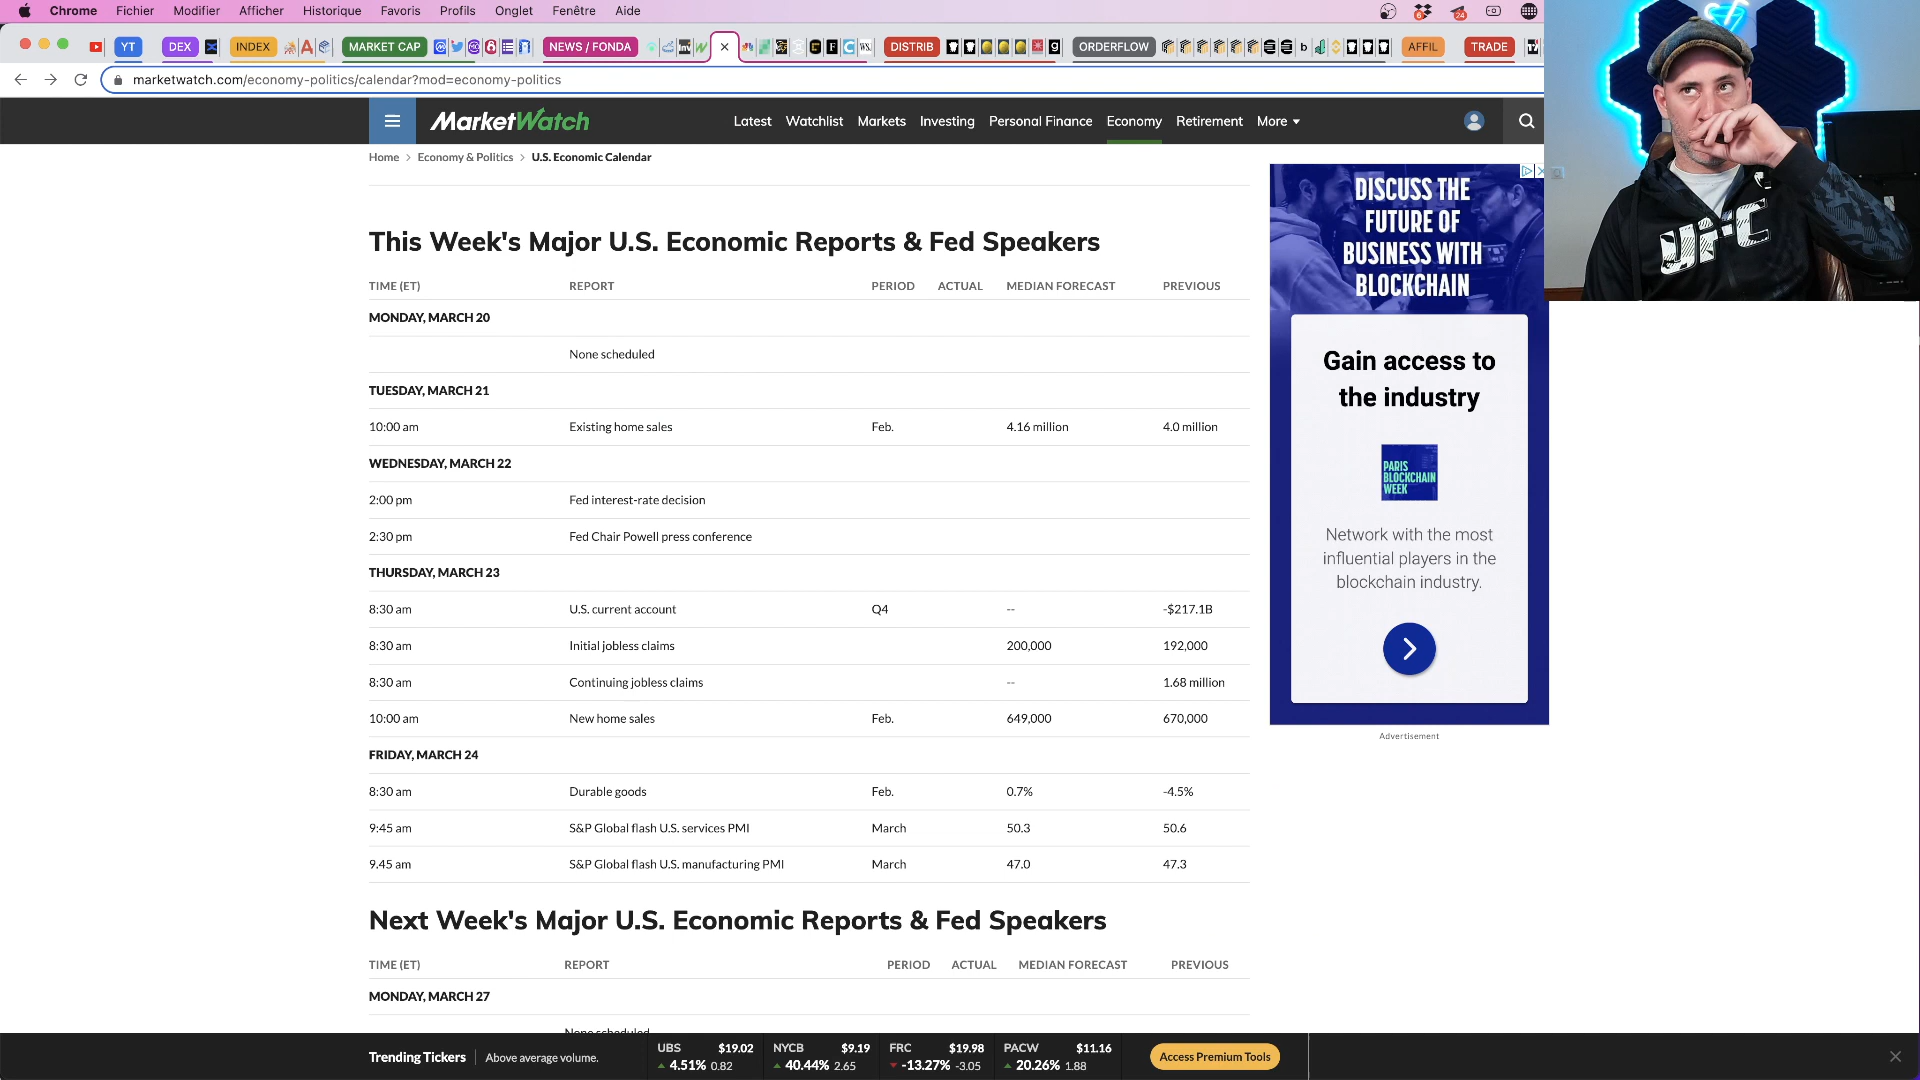 Chrome Fichier Modifier Afficher Historique Favoris Profils Onglet Fenêtre Aide
YT DEX INDEX MARKET CAP NEWS / FONDA DISTRIB ORDERFLOW AFFIL TRADE
marketwatch.com/economy-politics/calendar?mod=economy-politics
MarketWatch Latest Watchlist Markets Investing Personal Finance Economy Retirement More
Home > Economy & Politics > U.S. Economic Calendar
This Week's Major U.S. Economic Reports & Fed Speakers
TIME (ET) REPORT PERIOD ACTUAL MEDIAN FORECAST PREVIOUS
MONDAY, MARCH 20
None scheduled
TUESDAY, MARCH 21
10:00 am Existing home sales Feb. 4.16 million 4.0 million
WEDNESDAY, MARCH 22
2:00 pm Fed interest-rate decision
2:30 pm Fed Chair Powell press conference
THURSDAY, MARCH 23
8:30 am U.S. current account Q4 -- -$217.1B
8:30 am Initial jobless claims 200,000 192,000
8:30 am Continuing jobless claims -- 1.68 million
10:00 am New home sales Feb. 649,000 670,000
FRIDAY, MARCH 24
8:30 am Durable goods Feb. 0.7% -4.5%
9:45 am S&P Global flash U.S. services PMI March 50.3 50.6
9.45 am S&P Global flash U.S. manufacturing PMI March 47.0 47.3
Next Week's Major U.S. Economic Reports & Fed Speakers
TIME (ET) REPORT PERIOD ACTUAL MEDIAN FORECAST PREVIOUS
MONDAY, MARCH 27
None scheduled
DISCUSS THE
FUTURE OF
BUSINESS WITH
BLOCKCHAIN
Gain access to
the industry
PARIS
BLOCKCHAIN
WEEK
Network with the most
influential players in the
blockchain industry.
Advertisement
UFC
Trending Tickers Above average volume.
UBS $19.02
4.51% 0.82
NYCB $9.19
40.44% 2.65
FRC $19.98
-13.27% -3.05
PACW $11.16
20.26% 1.88
Access Premium Tools